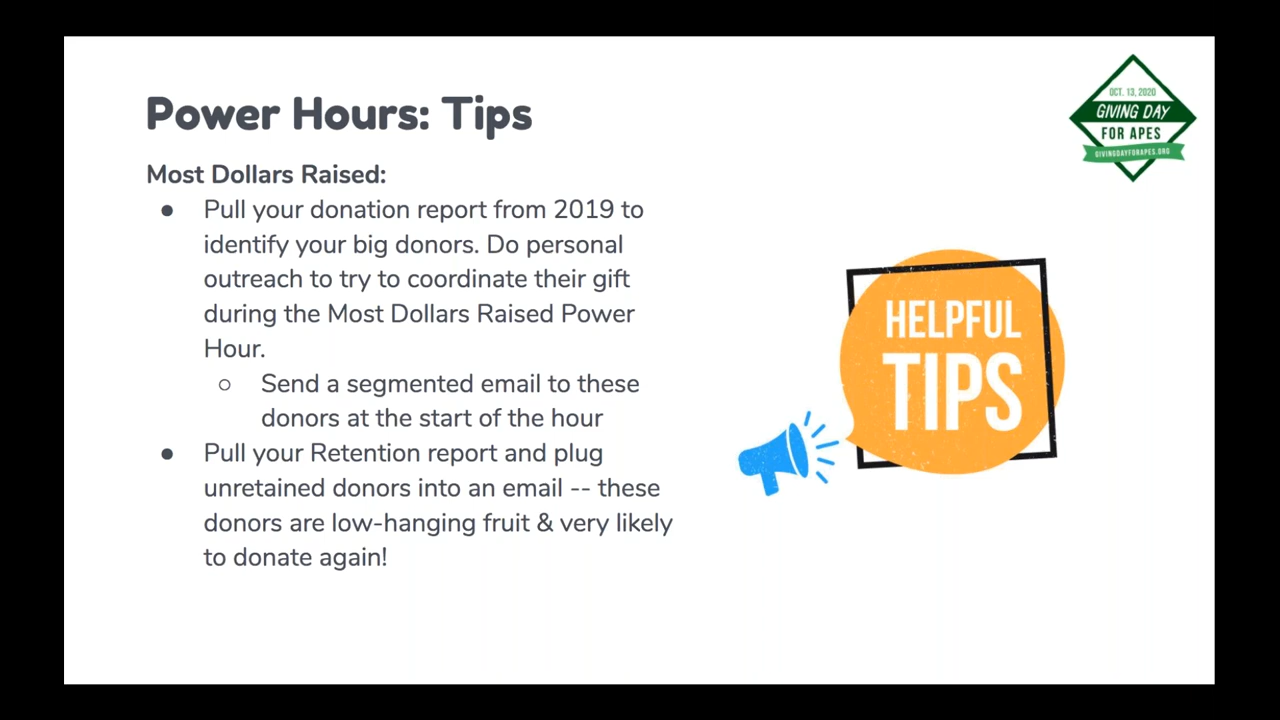 Power Hours: Tips
Most Dollars Raised:
● Pull your donation report from 2019 to
identify your big donors. Do personal
outreach to try to coordinate their gift
during the Most Dollars Raised Power
Hour.
○ Send a segmented email to these
donors at the start of the hour
● Pull your Retention report and plug
unretained donors into an email -- these
donors are low-hanging fruit & very likely
to donate again!
OCT. 13, 2020
GIVING DAY
FOR APES
GIVINGDAYFORAPES.ORG
HELPFUL
TIPS